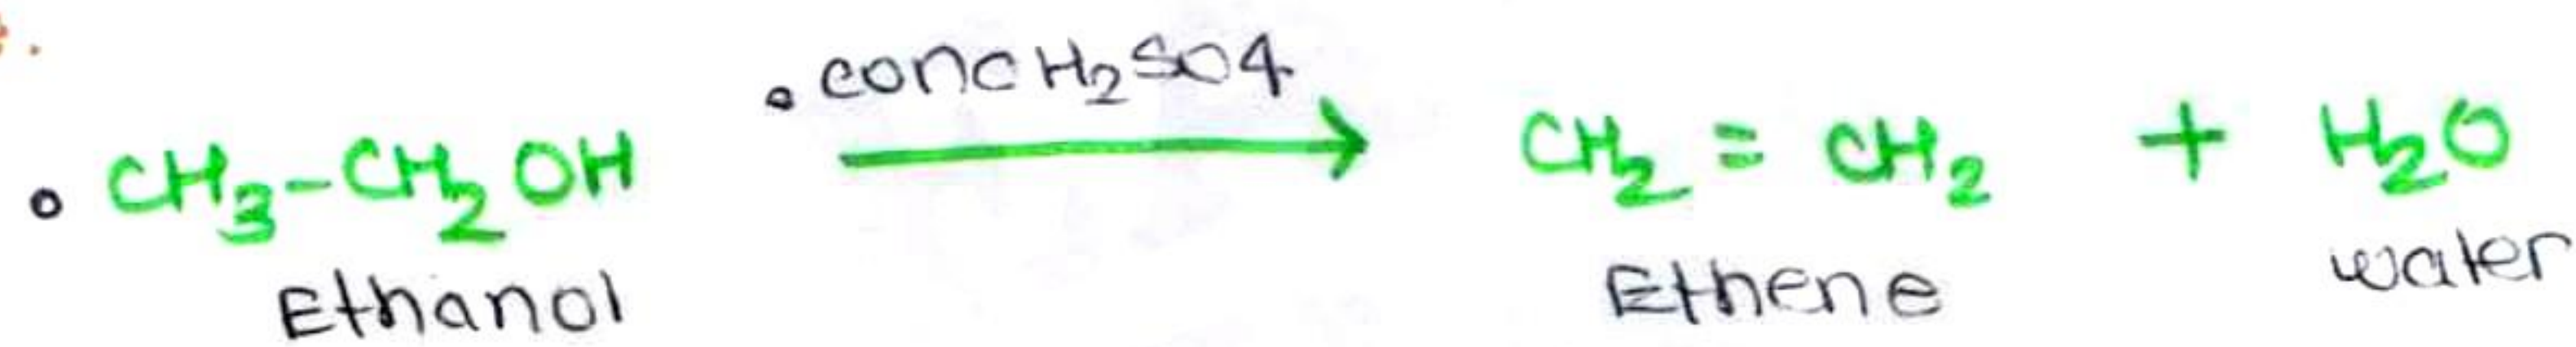 conc H₂SO4
CH₃-CH₂OH → CH₂ = CH₂ + H₂O
Ethanol Ethene water